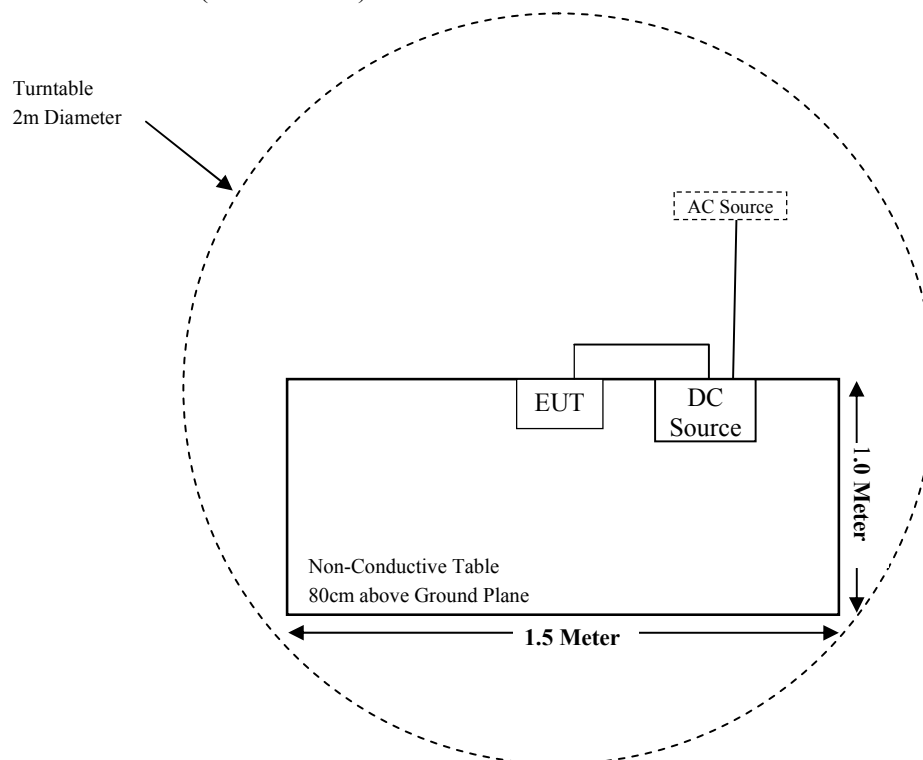 Turntable
2m Diameter
AC Source
EUT
DC
Source
1.0 Meter
Non-Conductive Table
80cm above Ground Plane
1.5 Meter